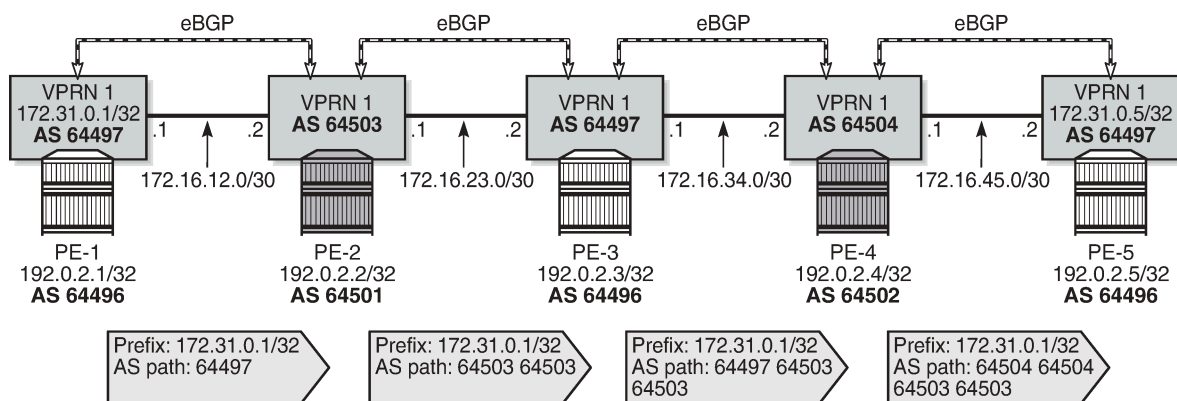 eBGP
eBGP
eBGP
eBGP
VPRN 1
172.31.0.1/32
AS 64497
VPRN 1
AS 64503
VPRN 1
AS 64497
VPRN 1
AS 64504
VPRN 1
172.31.0.5/32
AS 64497
.1
.2
.1
.2
.1
.2
.1
.2
172.16.12.0/30
172.16.23.0/30
172.16.34.0/30
172.16.45.0/30
PE-1
192.0.2.1/32
AS 64496
PE-2
192.0.2.2/32
AS 64501
PE-3
192.0.2.3/32
AS 64496
PE-4
192.0.2.4/32
AS 64502
PE-5
192.0.2.5/32
AS 64496
Prefix: 172.31.0.1/32
AS path: 64497
Prefix: 172.31.0.1/32
AS path: 64503 64503
Prefix: 172.31.0.1/32
AS path: 64497 64503
64503
Prefix: 172.31.0.1/32
AS path: 64504 64504
64503 64503